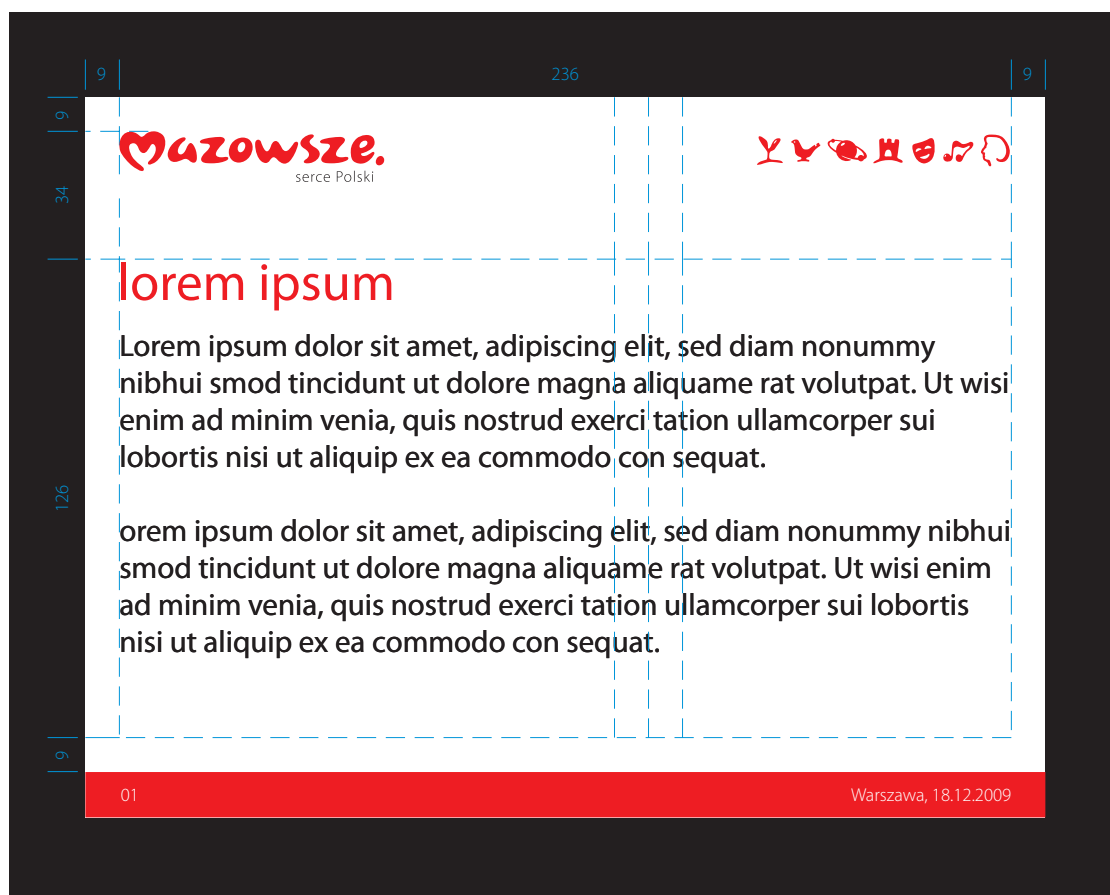 9 236 9
9
Mazowsze.
serce Polski
34
lorem ipsum
Lorem ipsum dolor sit amet, adipiscing elit, sed diam nonummy
nibhui smod tincidunt ut dolore magna aliquame rat volutpat. Ut wisi
enim ad minim venia, quis nostrud exerci tation ullamcorper sui
lobortis nisi ut aliquip ex ea commodo con sequat.
126
orem ipsum dolor sit amet, adipiscing elit, sed diam nonummy nibhui
smod tincidunt ut dolore magna aliquame rat volutpat. Ut wisi enim
ad minim venia, quis nostrud exerci tation ullamcorper sui lobortis
nisi ut aliquip ex ea commodo con sequat.
9
01 Warszawa, 18.12.2009